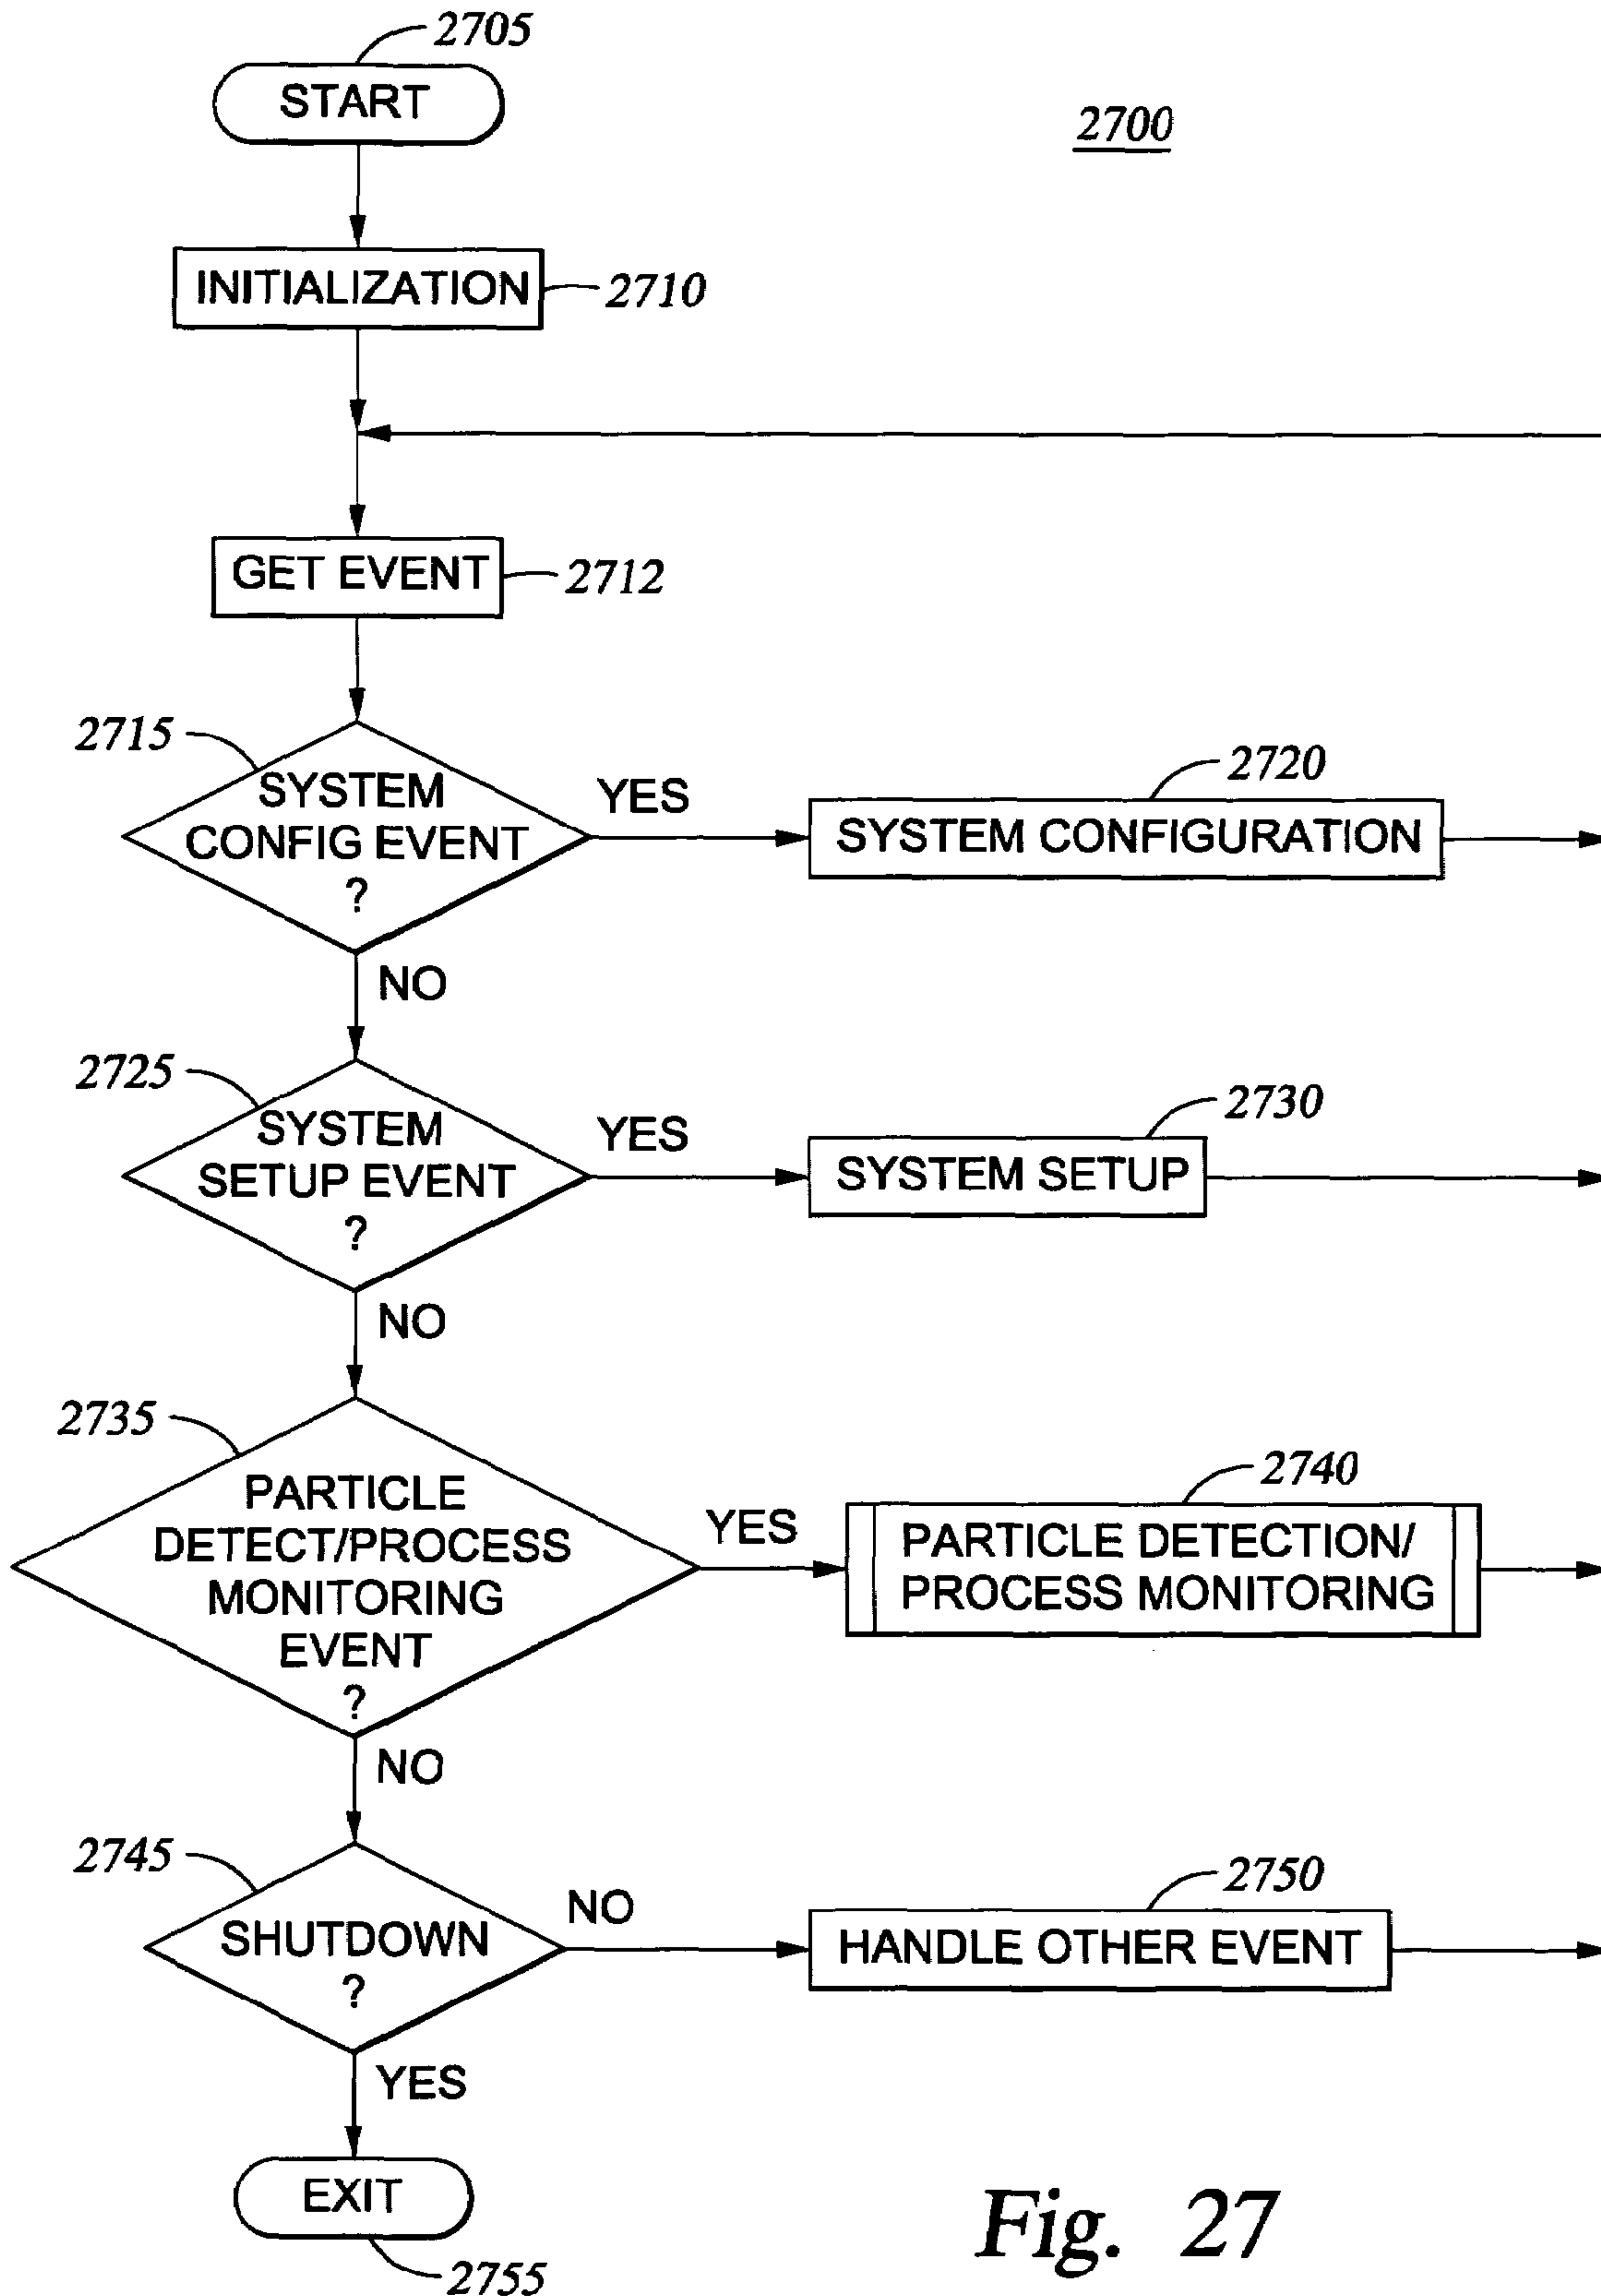 2705
START
2700
INITIALIZATION
2710
GET EVENT
2712
2715
SYSTEM
CONFIG EVENT
?
YES
2720
SYSTEM CONFIGURATION
NO
2725
SYSTEM
SETUP EVENT
?
YES
2730
SYSTEM SETUP
NO
2735
PARTICLE
DETECT/PROCESS
MONITORING
EVENT
?
YES
2740
PARTICLE DETECTION/
PROCESS MONITORING
NO
2745
SHUTDOWN
?
NO
2750
HANDLE OTHER EVENT
YES
EXIT
2755
Fig. 27